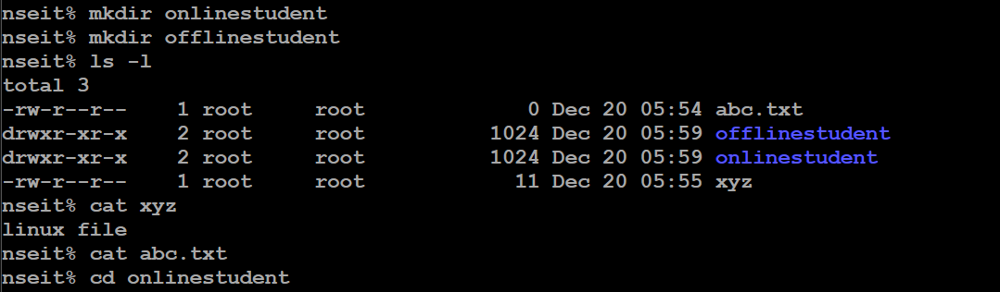 nseit% mkdir onlinestudent
nseit% mkdir offlinestudent
nseit% ls -l
total 3
-rw-r--r--    1 root     root             0 Dec 20 05:54 abc.txt
drwxr-xr-x    2 root     root          1024 Dec 20 05:59 offlinestudent
drwxr-xr-x    2 root     root          1024 Dec 20 05:59 onlinestudent
-rw-r--r--    1 root     root            11 Dec 20 05:55 xyz
nseit% cat xyz
linux file
nseit% cat abc.txt
nseit% cd onlinestudent